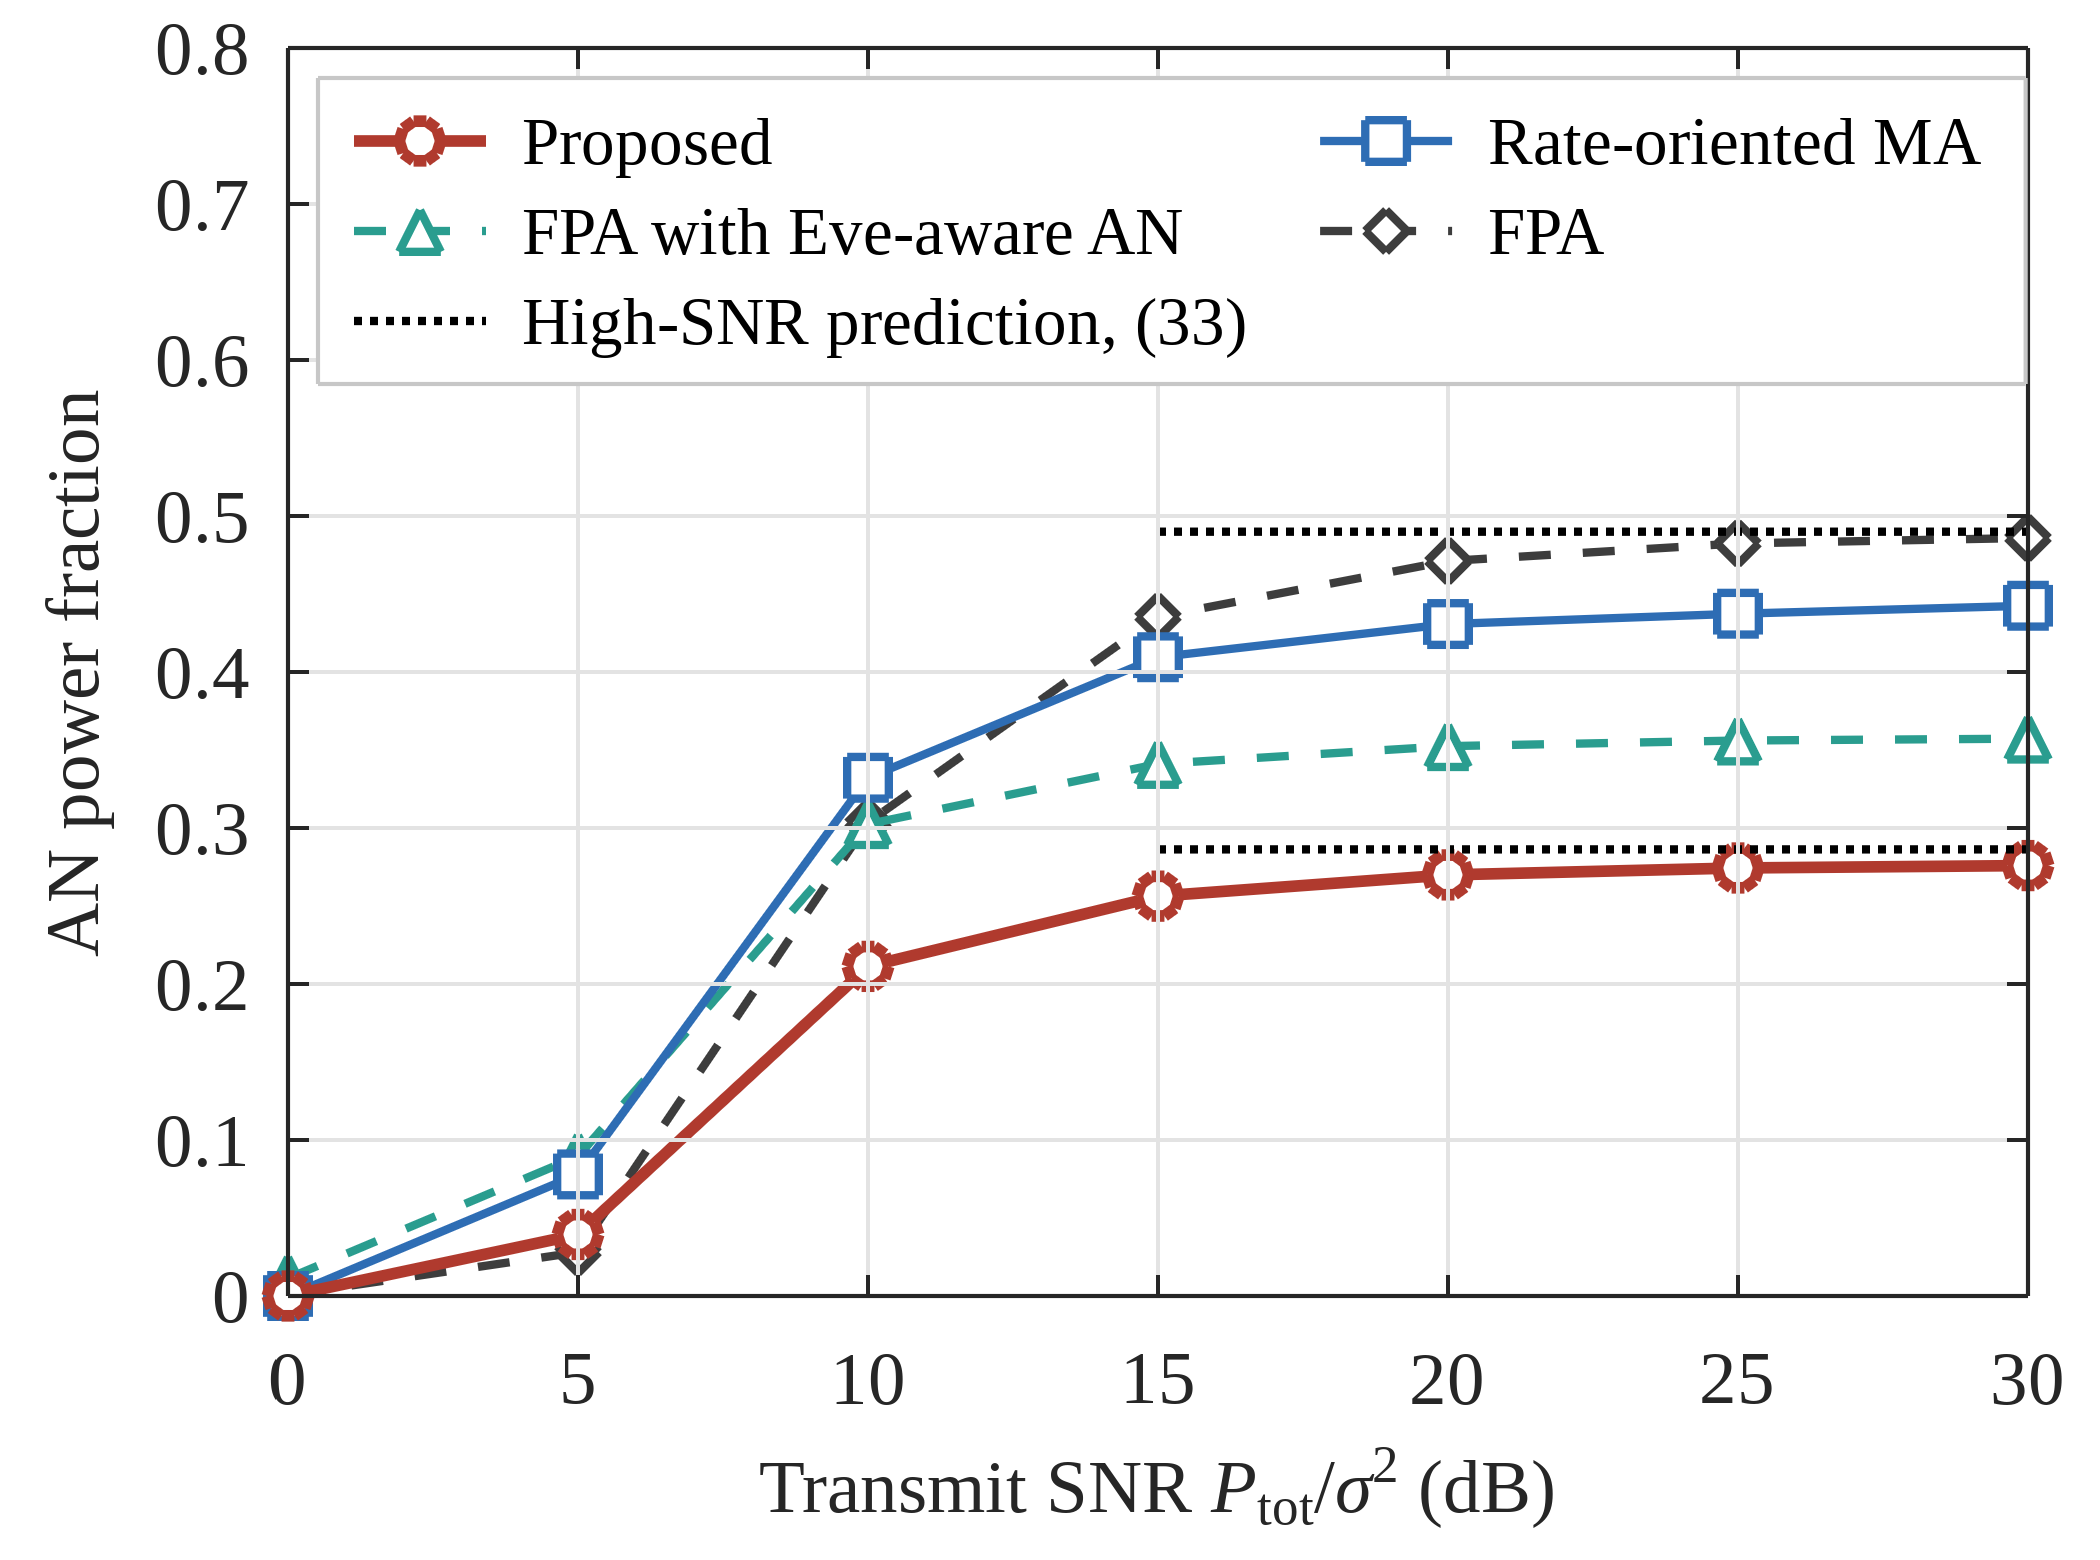 0.8
0.7
0.6
0.5
0.4
0.3
0.2
0.1
0
AN power fraction
Proposed
Rate-oriented MA
FPA with Eve-aware AN
FPA
High-SNR prediction, (33)
0 5 10 15 20 25 30
Transmit SNR P_tot/σ² (dB)